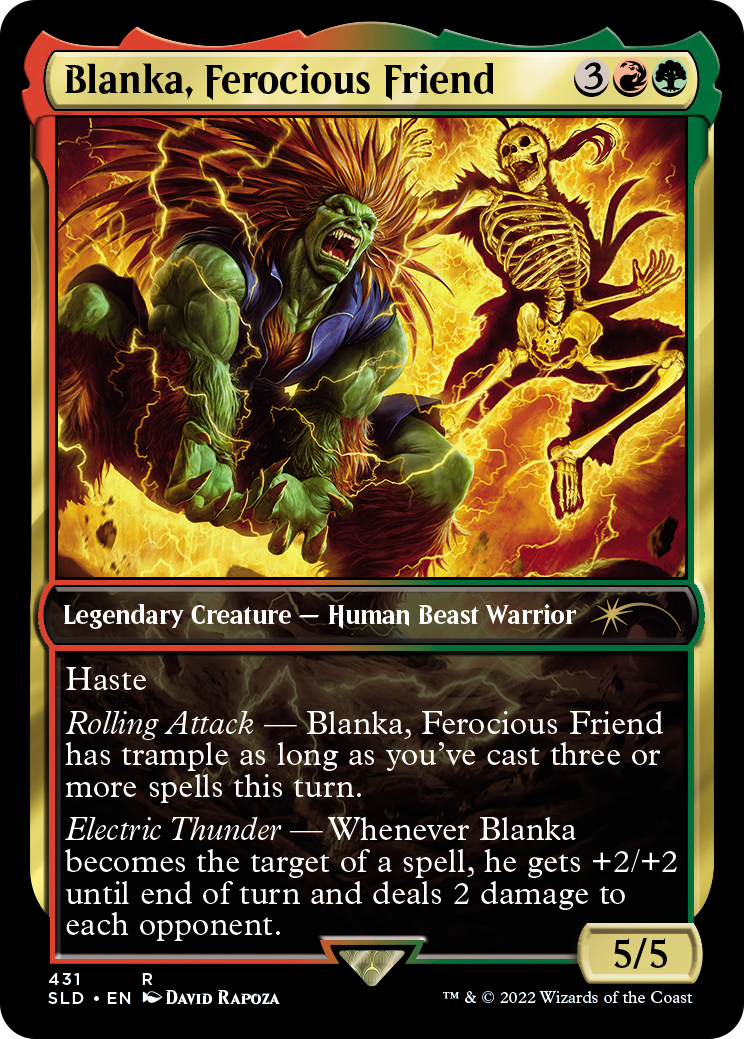 Blanka, Ferocious Friend 3
Legendary Creature — Human Beast Warrior
Haste
Rolling Attack — Blanka, Ferocious Friend
has trample as long as you've cast three or
more spells this turn.
Electric Thunder — Whenever Blanka
becomes the target of a spell, he gets +2/+2
until end of turn and deals 2 damage to
each opponent.
5/5
431 R
SLD • EN David Rapoza ™ & © 2022 Wizards of the Coast